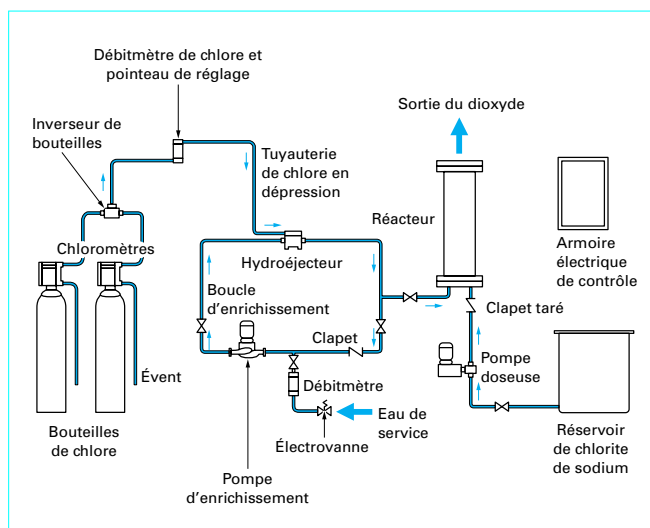 Débitmètre de chlore et
pointeau de réglage
Sortie du dioxyde
Inverseur de
bouteilles
Tuyauterie
de chlore en
dépression
Réacteur
Chloromètres
Hydroéjecteur
Armoire
électrique
de contrôle
Boucle
d'enrichissement
Clapet
Clapet taré
Évent
Débitmètre
Pompe
doseuse
Eau de
service
Électrovanne
Bouteilles
de chlore
Réservoir
de chlorite
de sodium
Pompe
d'enrichissement